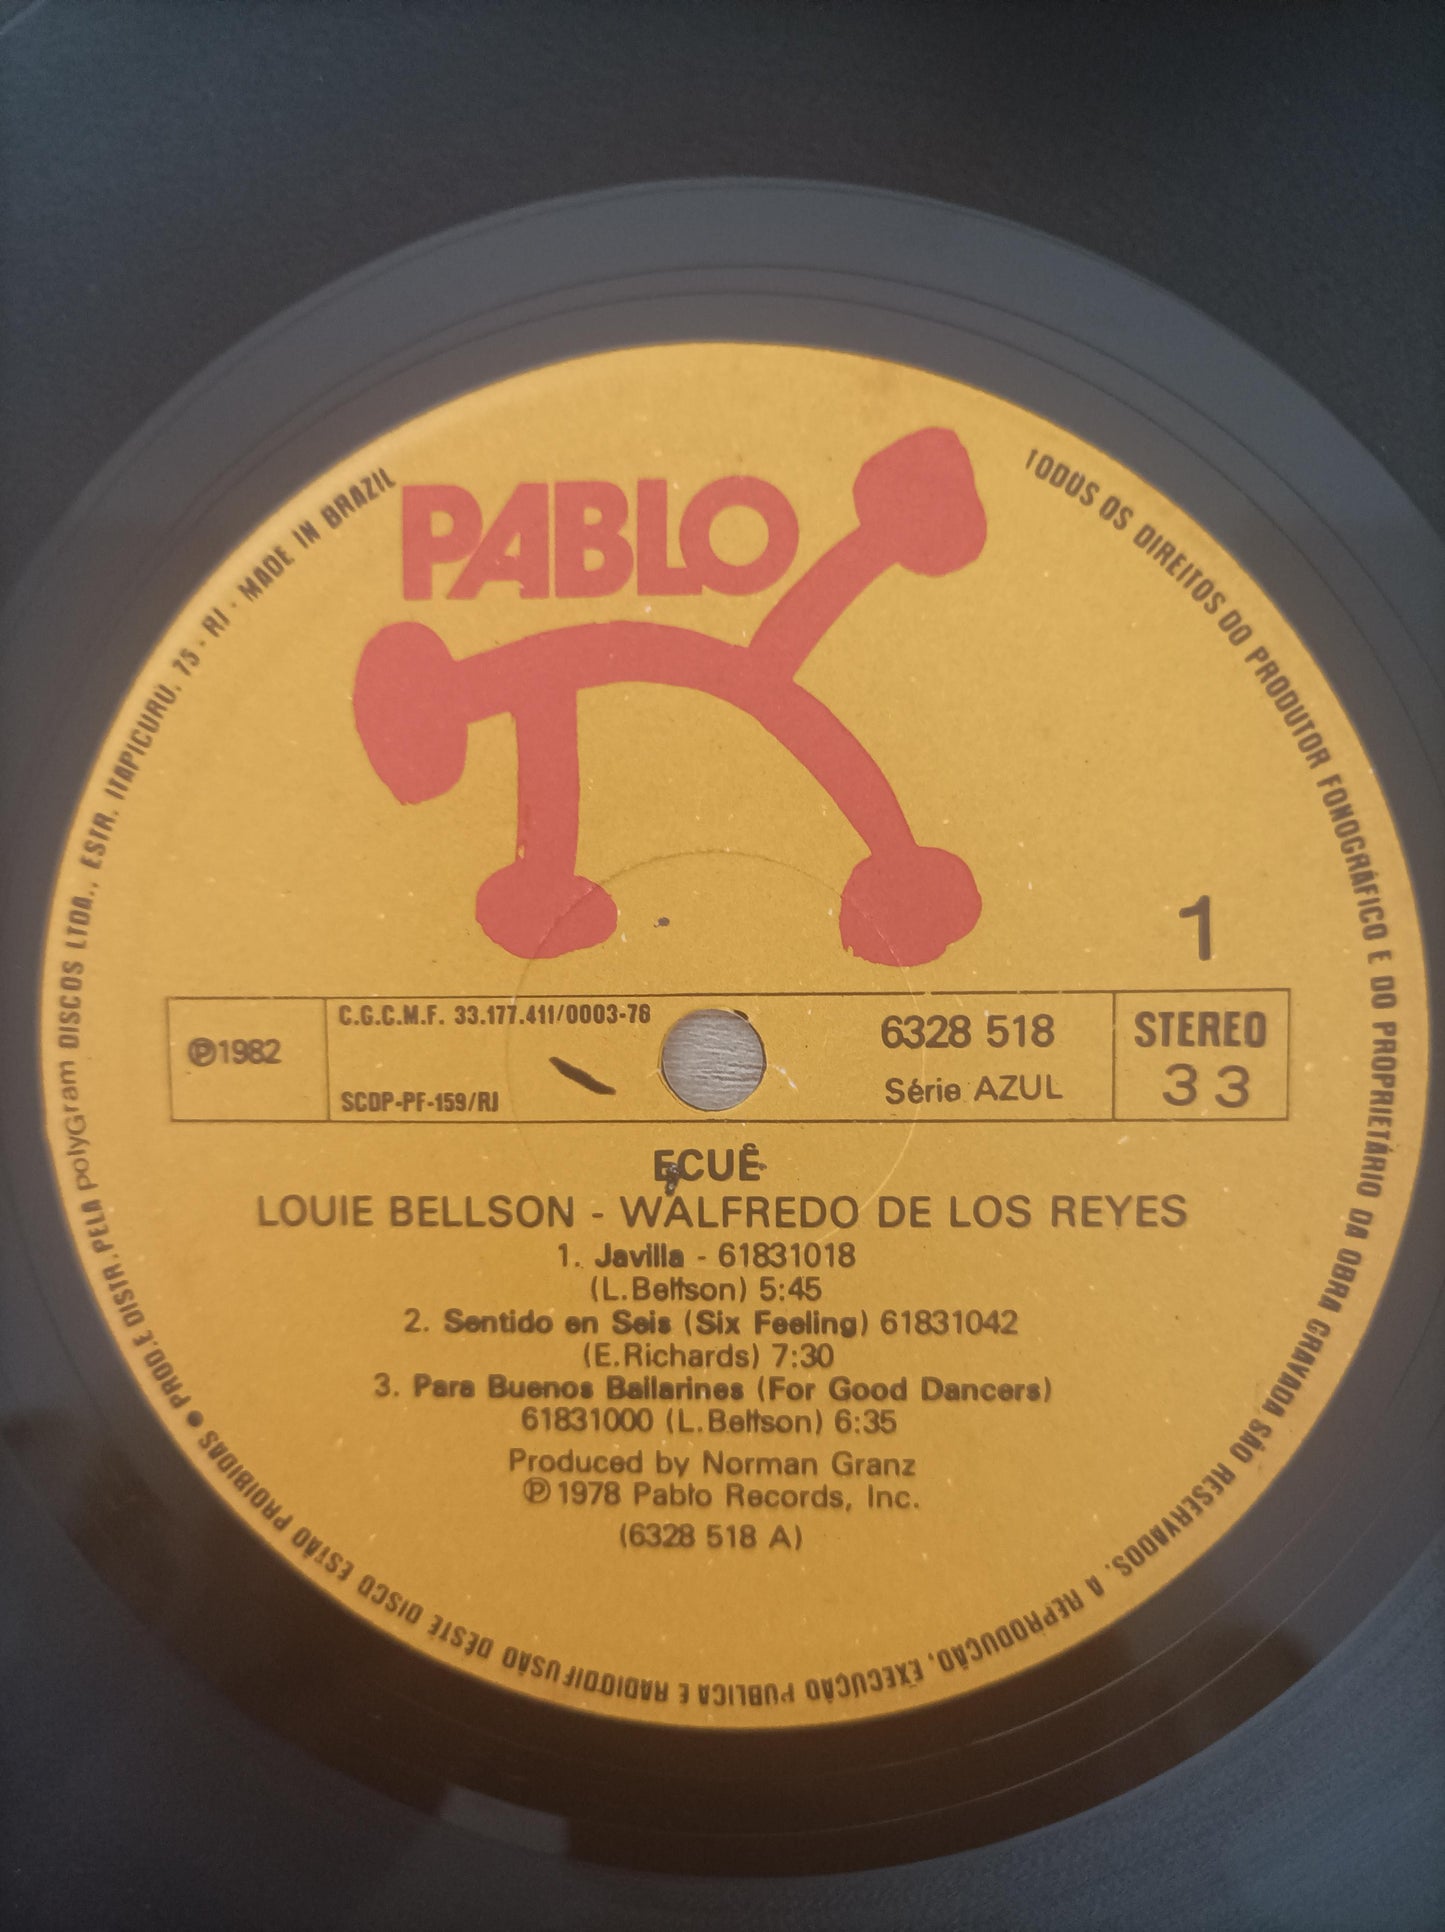 PABLO
1
℗1982
C.G.C.M.F. 33.177.411/0003-76
SCDP-PF-159/RJ
6328 518
Série AZUL
STEREO
33
ECUÊ
LOUIE BELLSON - WALFREDO DE LOS REYES
1. Javilla - 61831018
(L.Bellson) 5:45
2. Sentido en Seis (Six Feeling) 61831042
(E.Richards) 7:30
3. Para Buenos Bailarines (For Good Dancers)
61831000 (L.Bellson) 6:35
Produced by Norman Granz
℗1978 Pablo Records, Inc.
(6328 518 A)
TODOS OS DIREITOS DO PRODUTOR FONOGRÁFICO E DO PROPRIETÁRIO DA OBRA GRAVADA SÃO RESERVADOS. A REPRODUÇÃO, EXECUÇÃO PÚBLICA E RADIODIFUSÃO DÊSTE DISCO ESTÃO PROIBIDAS • PROD. E DISTR. PELA PolyGram DISCOS LTDA., ESTR. ITAPICURU, 75 - RJ - MADE IN BRAZIL